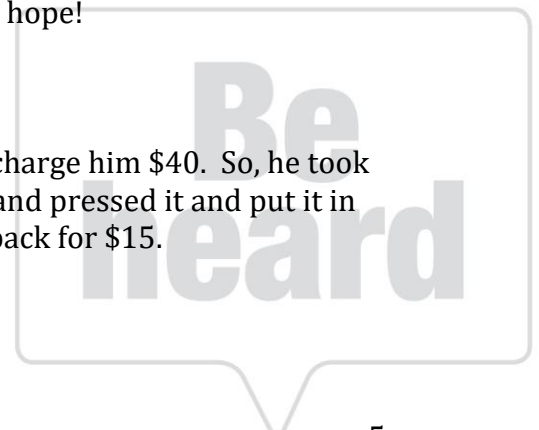 hope!
Be
heard
charge him $40. So, he took
and pressed it and put it in
back for $15.
5